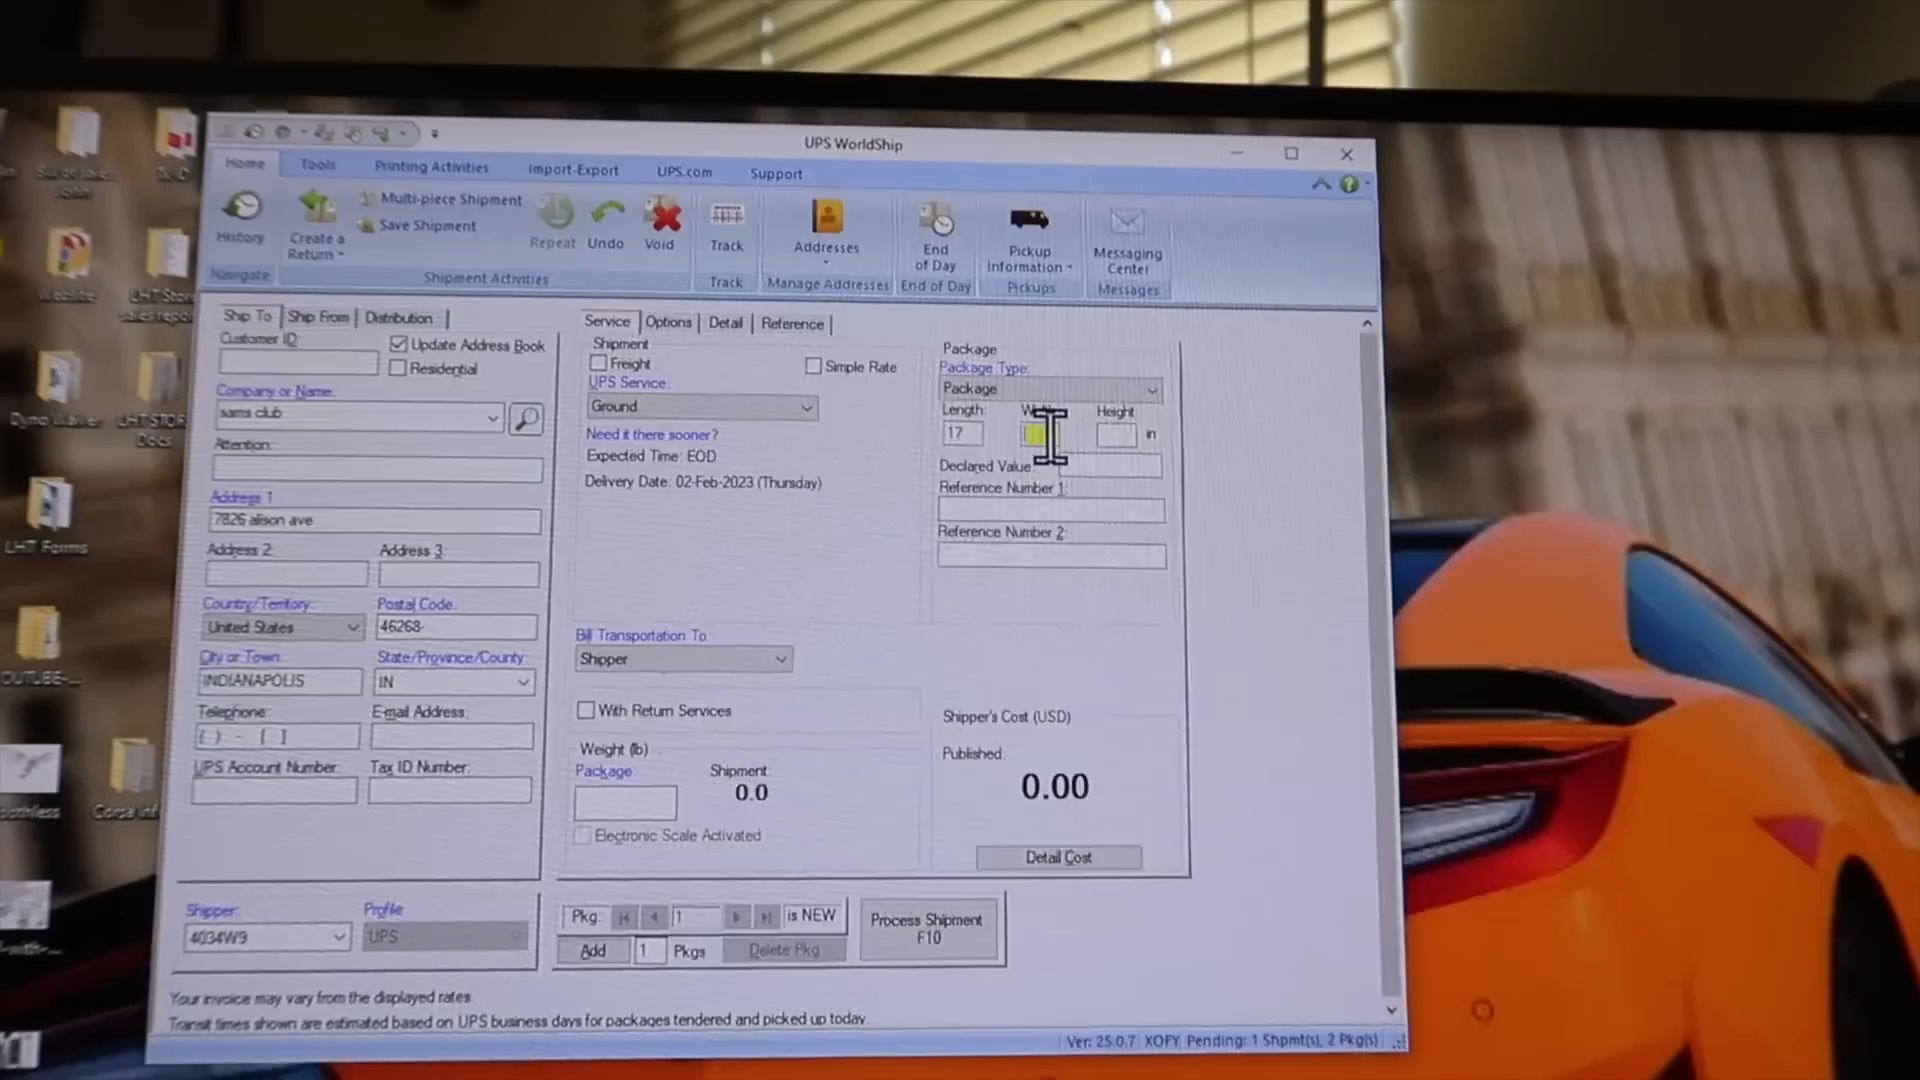 UPS WorldShip
Home Tools Printing Activities Import-Export UPS.com Support
History
Create a
Return
Multi-piece Shipment
Save Shipment
Repeat Undo Void
Track
Addresses
End
of Day
Pickup
Information
Messaging
Center
Navigate Shipment Activities Track Manage Addresses End of Day Pickups Messages
Ship To Ship From Distribution
Customer ID:
Update Address Book
Residential
Company or Name:
sams club
Attention:
Address 1
7826 alison ave
Address 2: Address 3:
Country/Territory: Postal Code:
United States 46268-
City or Town: State/Province/County:
INDIANAPOLIS IN
Telephone: E-mail Address:
( ) - [ ]
UPS Account Number: Tax ID Number:
Shipper: Profile
4034W9 UPS
Service Options Detail Reference
Shipment
Freight Simple Rate
UPS Service:
Ground
Need it there sooner?
Expected Time: EOD
Delivery Date: 02-Feb-2023 (Thursday)
Bill Transportation To:
Shipper
With Return Services
Weight (lb)
Package Shipment:
0.0
Electronic Scale Activated
Package
Package Type:
Package
Length: Height
17 in
Declared Value
Reference Number 1:
Reference Number 2:
Shipper's Cost (USD)
Published:
0.00
Detail Cost
Pkg: 1 is NEW
Add 1 Pkgs Delete Pkg
Process Shipment
F10
Your invoice may vary from the displayed rates.
Transit times shown are estimated based on UPS business days for packages tendered and picked up today.
Ver: 25.0.7 XOFY Pending: 1 Shpmt(s), 2 Pkg(s)
LHT Store
sales repo
LHT STOR
Docs
LHT Forms